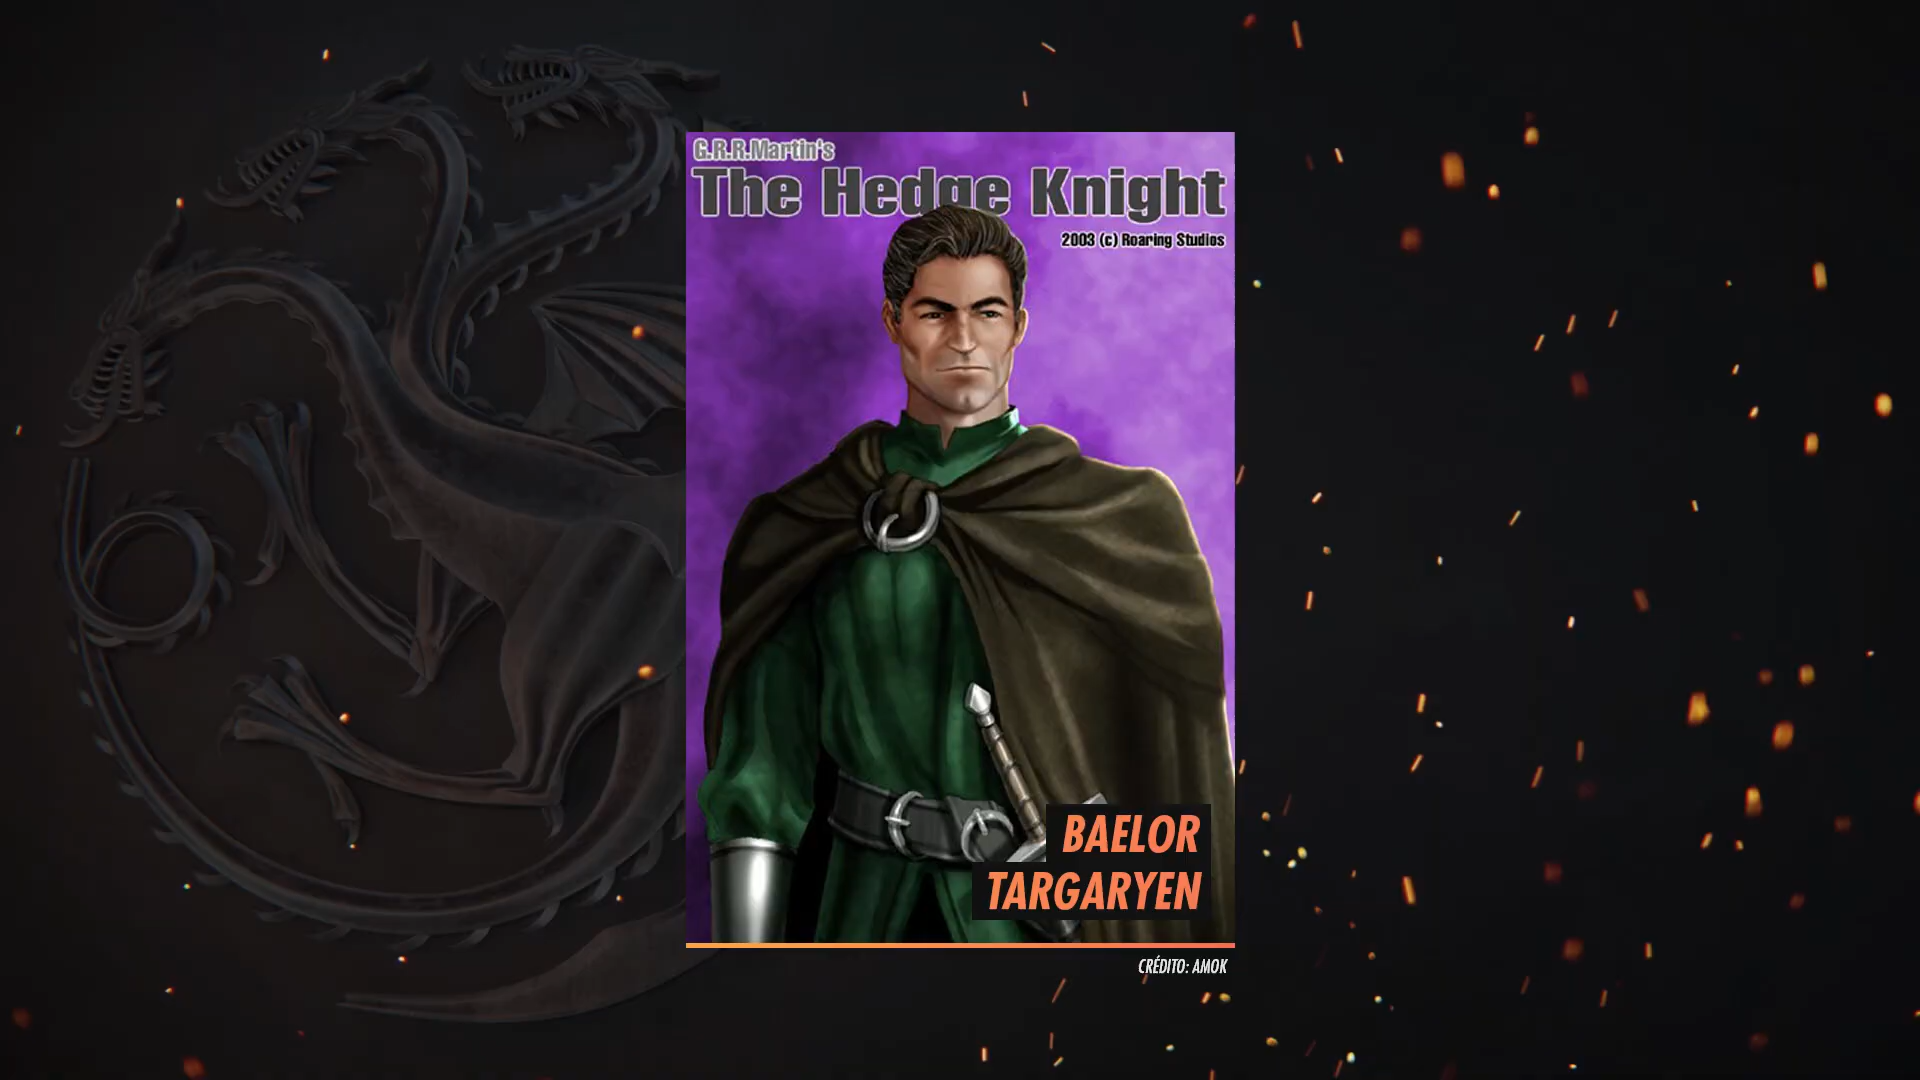 G.R.R.Martin's
The Hedge Knight
2003 (c) Roaring Studios
BAELOR
TARGARYEN
CRÉDITO: AMOK